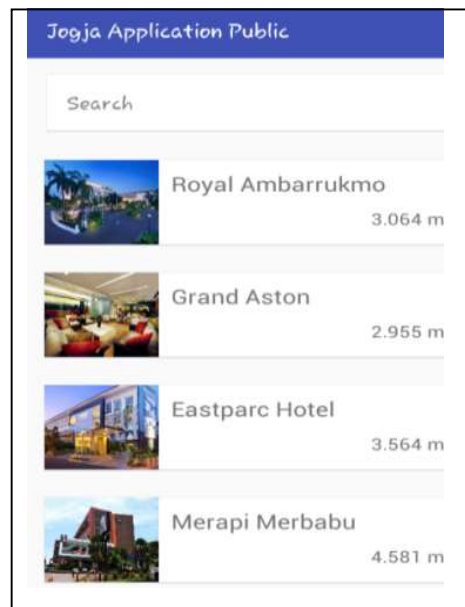 Jogja Application Public
Search
Royal Ambarrukmo
3.064 m
Grand Aston
2.955 m
Eastparc Hotel
3.564 m
Merapi Merbabu
4.581 m